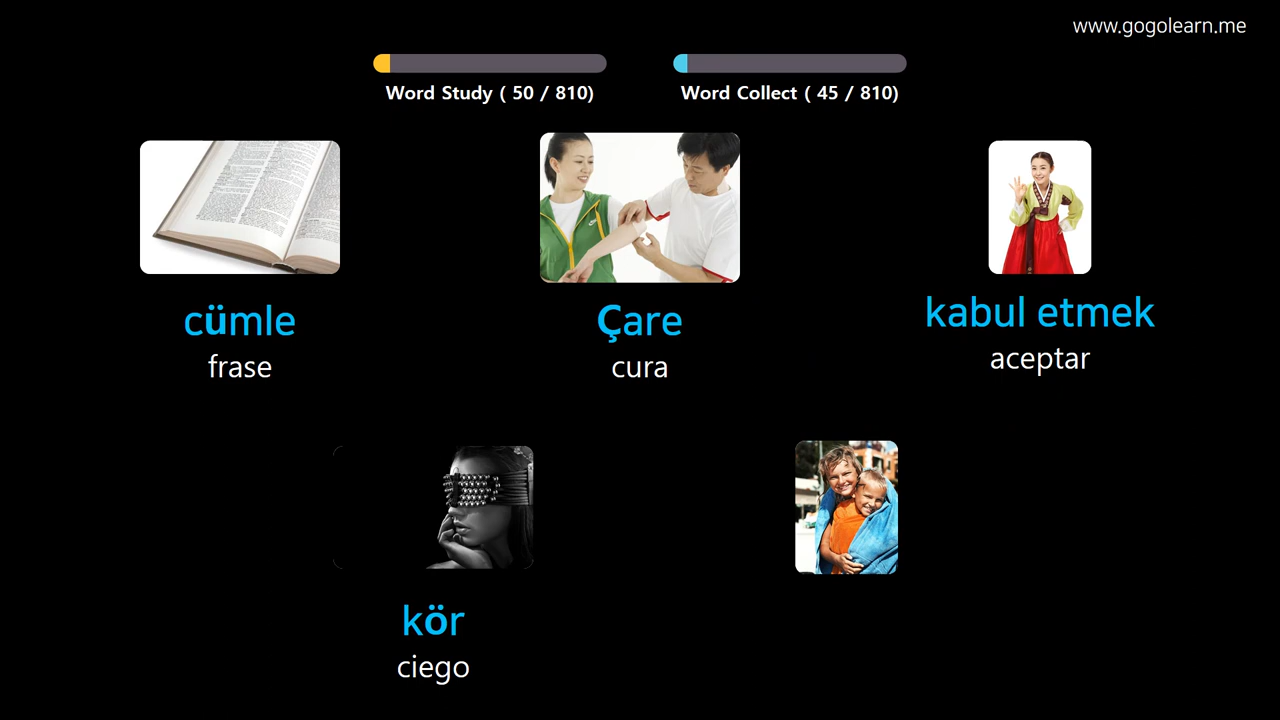 www.gogolearn.me
Word Study ( 50 / 810)
Word Collect ( 45 / 810)
cümle
frase
Çare
cura
kabul etmek
aceptar
kör
ciego